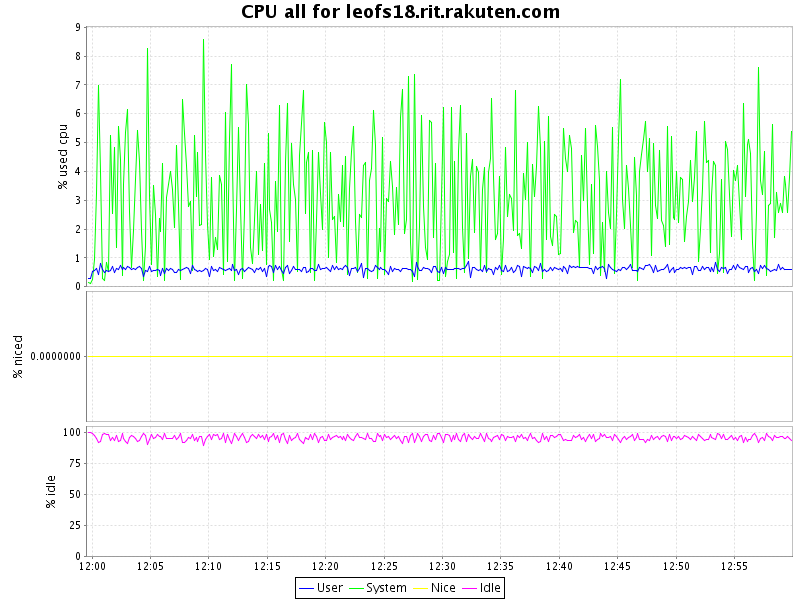 CPU all for leofs18.rit.rakuten.com
% used cpu
9
8
7
6
5
4
3
2
1
0
% niced
0.0000000
% idle
100
75
50
25
0
12:00 12:05 12:10 12:15 12:20 12:25 12:30 12:35 12:40 12:45 12:50 12:55
User System Nice Idle